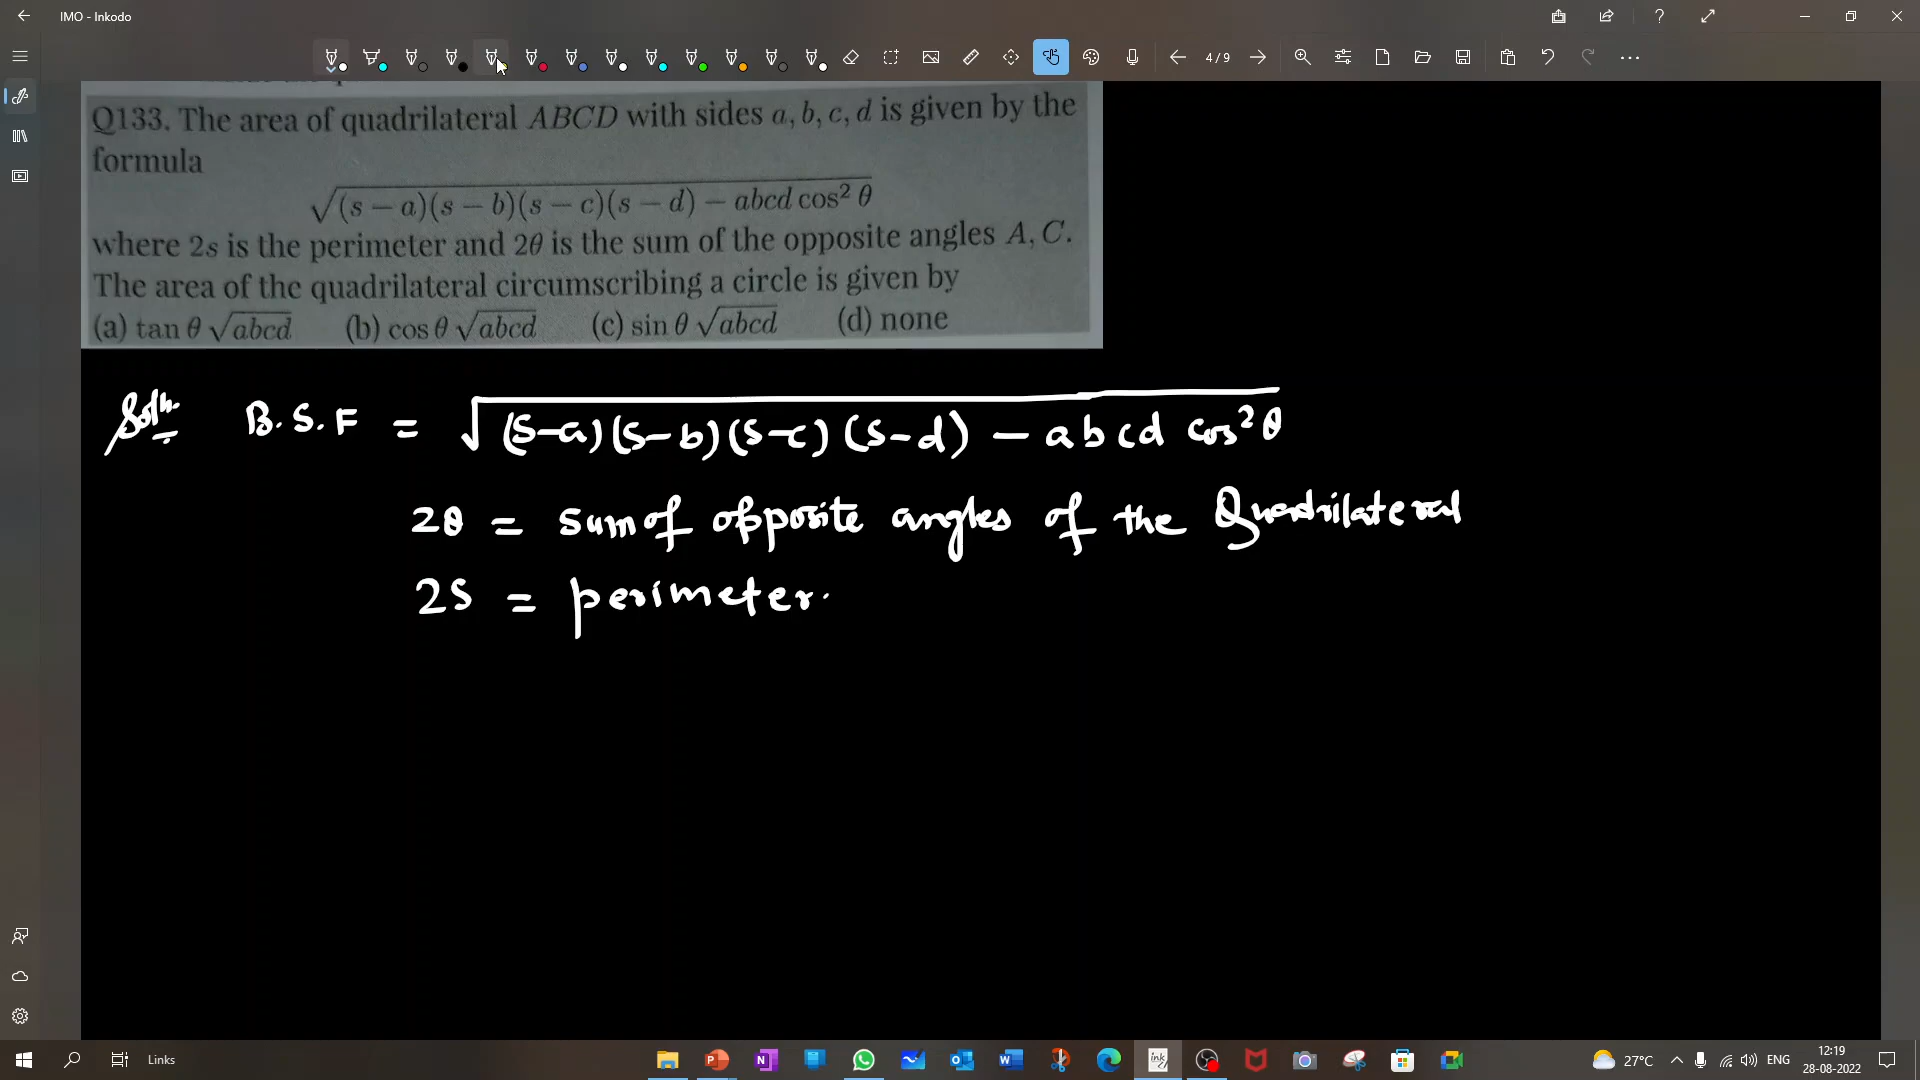 IMO - Inkodo
4 / 9
Q133. The area of quadrilateral ABCD with sides a, b, c, d is given by the
formula
√(s − a)(s − b)(s − c)(s − d) − abcd cos² θ
where 2s is the perimeter and 2θ is the sum of the opposite angles A, C.
The area of the quadrilateral circumscribing a circle is given by
(a) tan θ √abcd (b) cos θ √abcd (c) sin θ √abcd (d) none
Soln. B.S.F = √(S-a)(S-b)(S-c)(S-d) - abcd cos²θ
2θ = sum of opposite angles of the Quadrilateral
2S = perimeter.
Links
27°C
ENG
12:19
28-08-2022